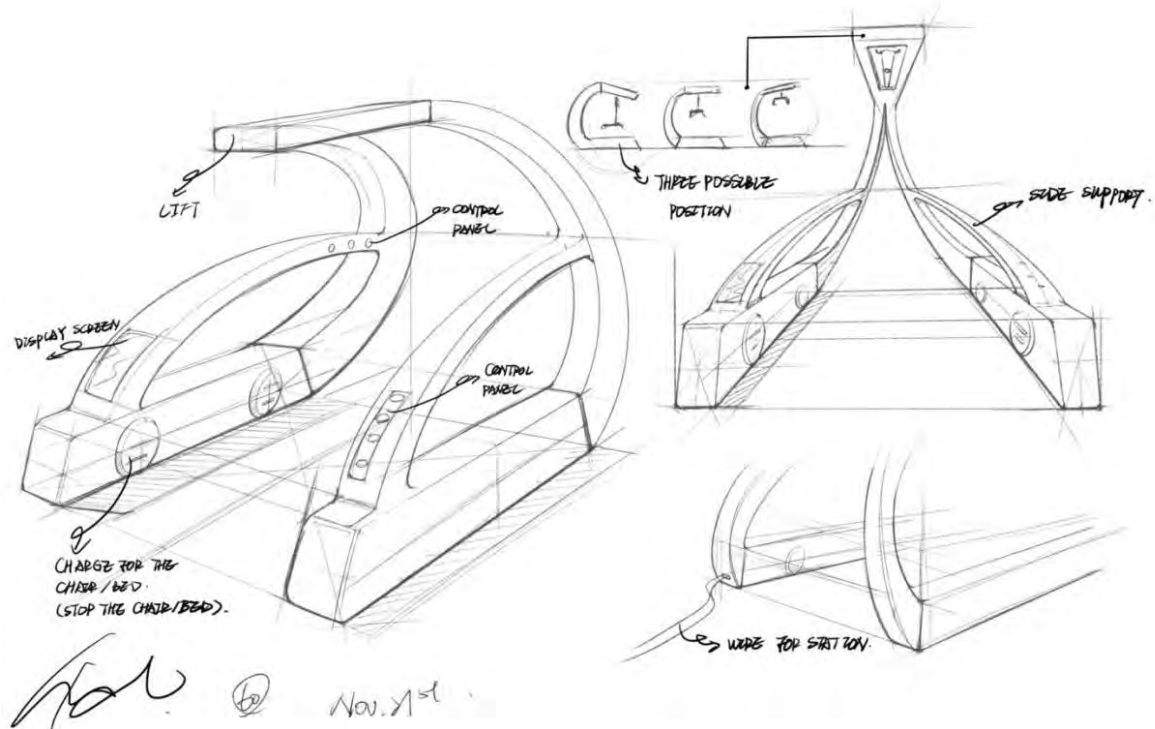 LIFT
CONTROL
PANEL
DISPLAY SCREEN
CONTROL
PANEL
CHARGE FOR THE
CHAIR/BED.
(STOP THE CHAIR/BED).
THREE POSSIBLE
POSITION
SIDE SUPPORT.
WIRE FOR STATION.
60